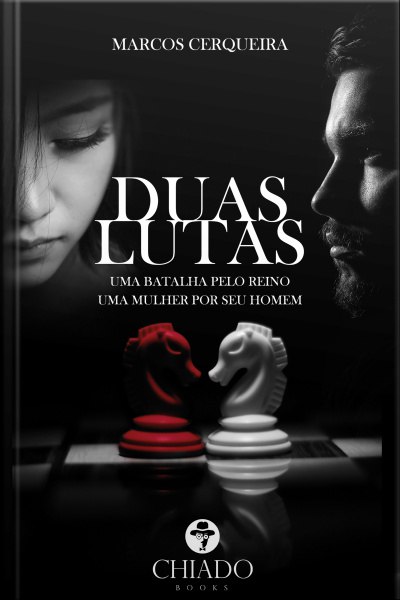 MARCOS CERQUEIRA
DUAS
LUTAS
UMA BATALHA PELO REINO
UMA MULHER POR SEU HOMEM
CHIADO
BOOKS